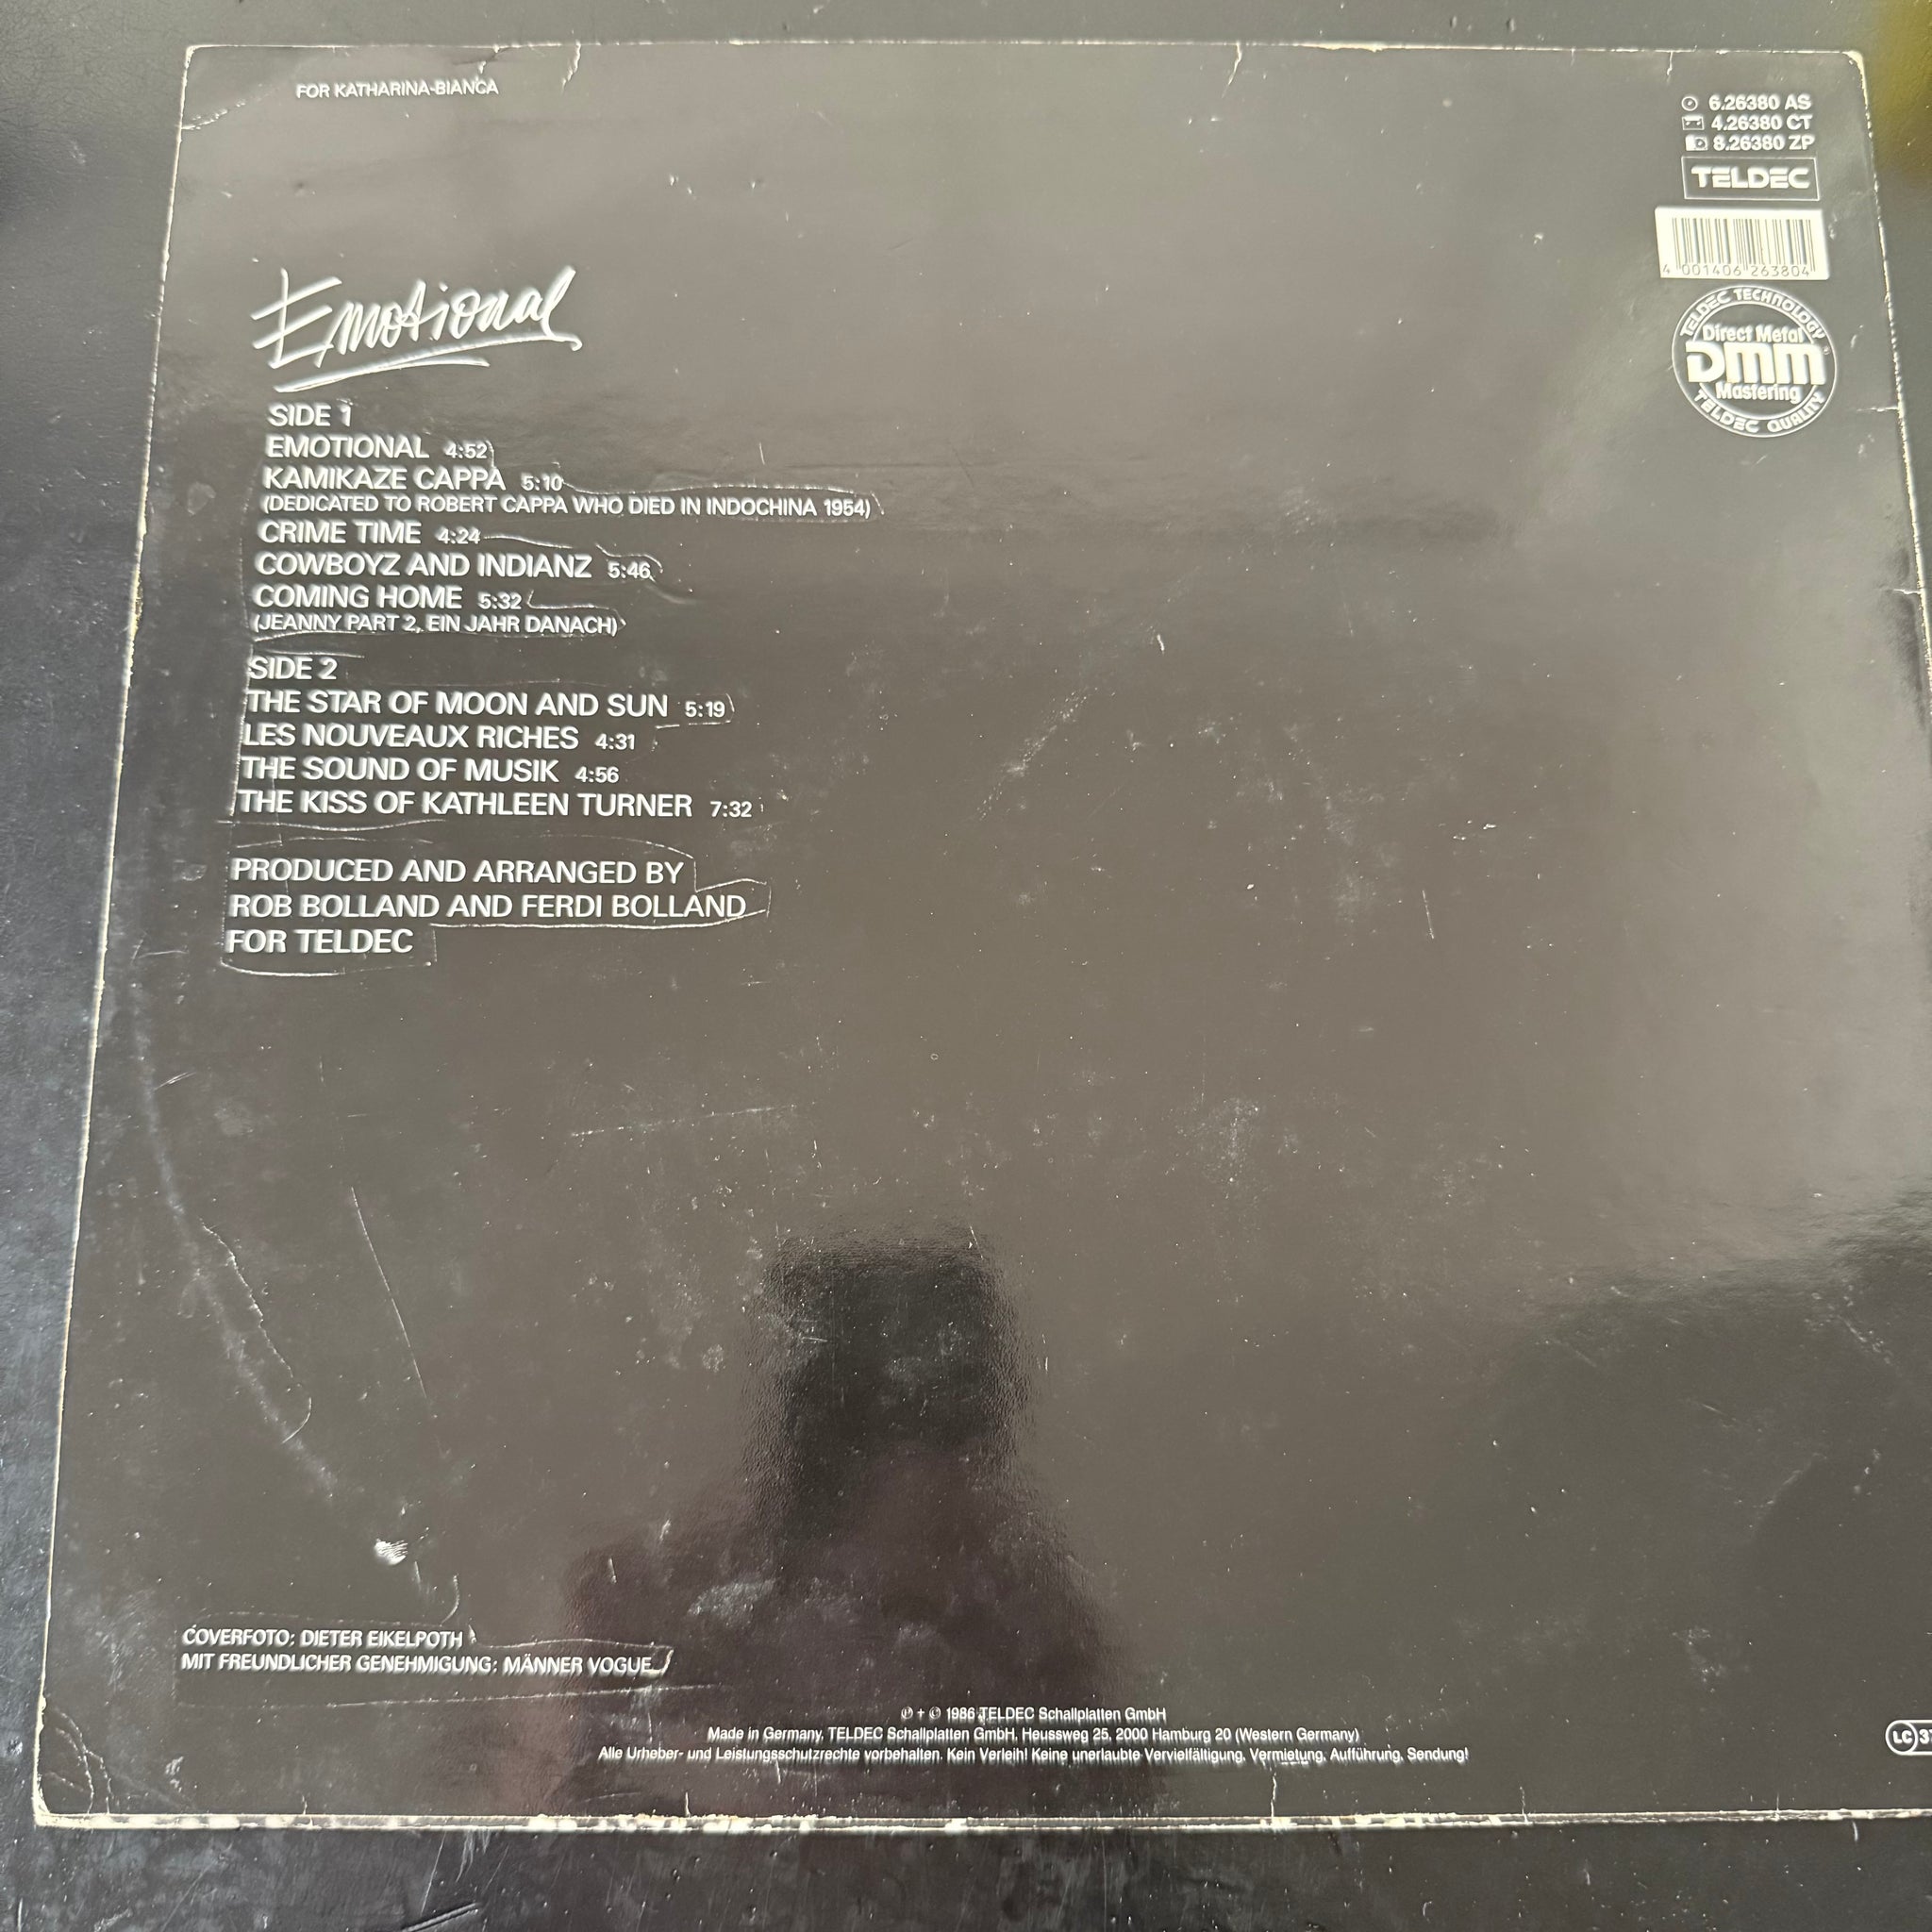 FOR KATHARINA-BIANCA
6.26380 AS
4.26380 CT
8.26380 ZP
TELDEC
4 001406 263804
TELDEC TECHNOLOGY
Direct Metal
DMM
Mastering
TELDEC QUALITY
Emotional
SIDE 1
EMOTIONAL 4:52
KAMIKAZE CAPPA 5:10
(DEDICATED TO ROBERT CAPPA WHO DIED IN INDOCHINA 1954)
CRIME TIME 4:24
COWBOYZ AND INDIANZ 5:46
COMING HOME 5:32
(JEANNY PART 2, EIN JAHR DANACH)
SIDE 2
THE STAR OF MOON AND SUN 5:19
LES NOUVEAUX RICHES 4:31
THE SOUND OF MUSIK 4:56
THE KISS OF KATHLEEN TURNER 7:32
PRODUCED AND ARRANGED BY
ROB BOLLAND AND FERDI BOLLAND
FOR TELDEC
COVERFOTO: DIETER EIKELPOTH
MIT FREUNDLICHER GENEHMIGUNG: MÄNNER VOGUE
℗ + © 1986 TELDEC Schallplatten GmbH
Made in Germany, TELDEC Schallplatten GmbH, Heussweg 25, 2000 Hamburg 20 (Western Germany)
Alle Urheber- und Leistungsschutzrechte vorbehalten. Kein Verleih! Keine unerlaubte Vervielfältigung, Vermietung, Aufführung, Sendung!
LC